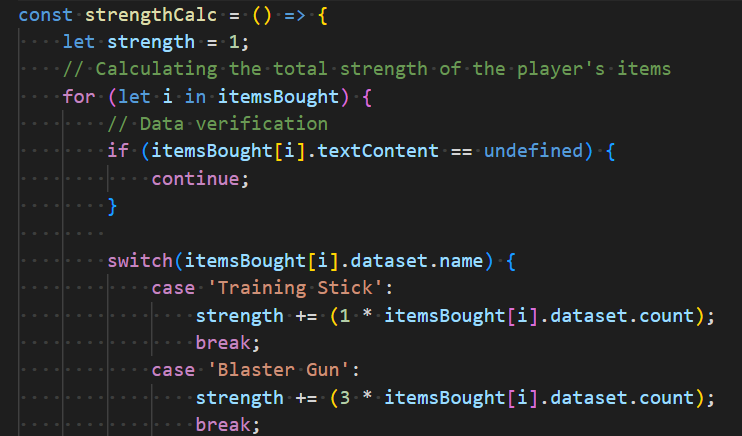 const strengthCalc = () => {
    let strength = 1;
    // Calculating the total strength of the player's items
    for (let i in itemsBought) {
        // Data verification
        if (itemsBought[i].textContent == undefined) {
            continue;
        }

        switch(itemsBought[i].dataset.name) {
            case 'Training Stick':
                strength += (1 * itemsBought[i].dataset.count);
                break;
            case 'Blaster Gun':
                strength += (3 * itemsBought[i].dataset.count);
                break;